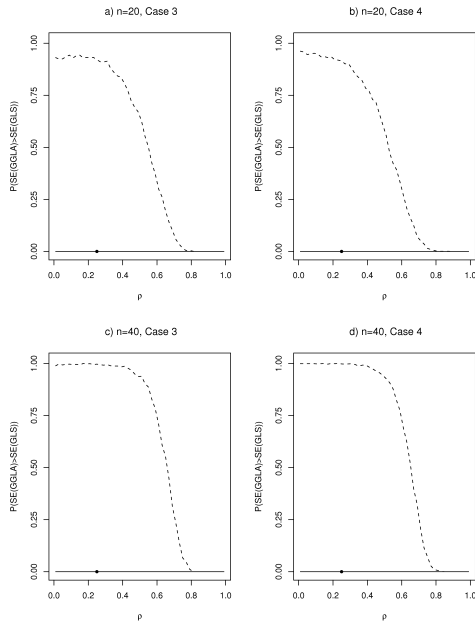 a) n=20, Case 3
P(SE(GGLA)>SE(GLS))
1.00
0.75
0.50
0.25
0.00
0.0 0.2 0.4 0.6 0.8 1.0
ρ
b) n=20, Case 4
P(SE(GGLA)>SE(GLS))
1.00
0.75
0.50
0.25
0.00
0.0 0.2 0.4 0.6 0.8 1.0
ρ
c) n=40, Case 3
P(SE(GGLA)>SE(GLS))
1.00
0.75
0.50
0.25
0.00
0.0 0.2 0.4 0.6 0.8 1.0
ρ
d) n=40, Case 4
P(SE(GGLA)>SE(GLS))
1.00
0.75
0.50
0.25
0.00
0.0 0.2 0.4 0.6 0.8 1.0
ρ